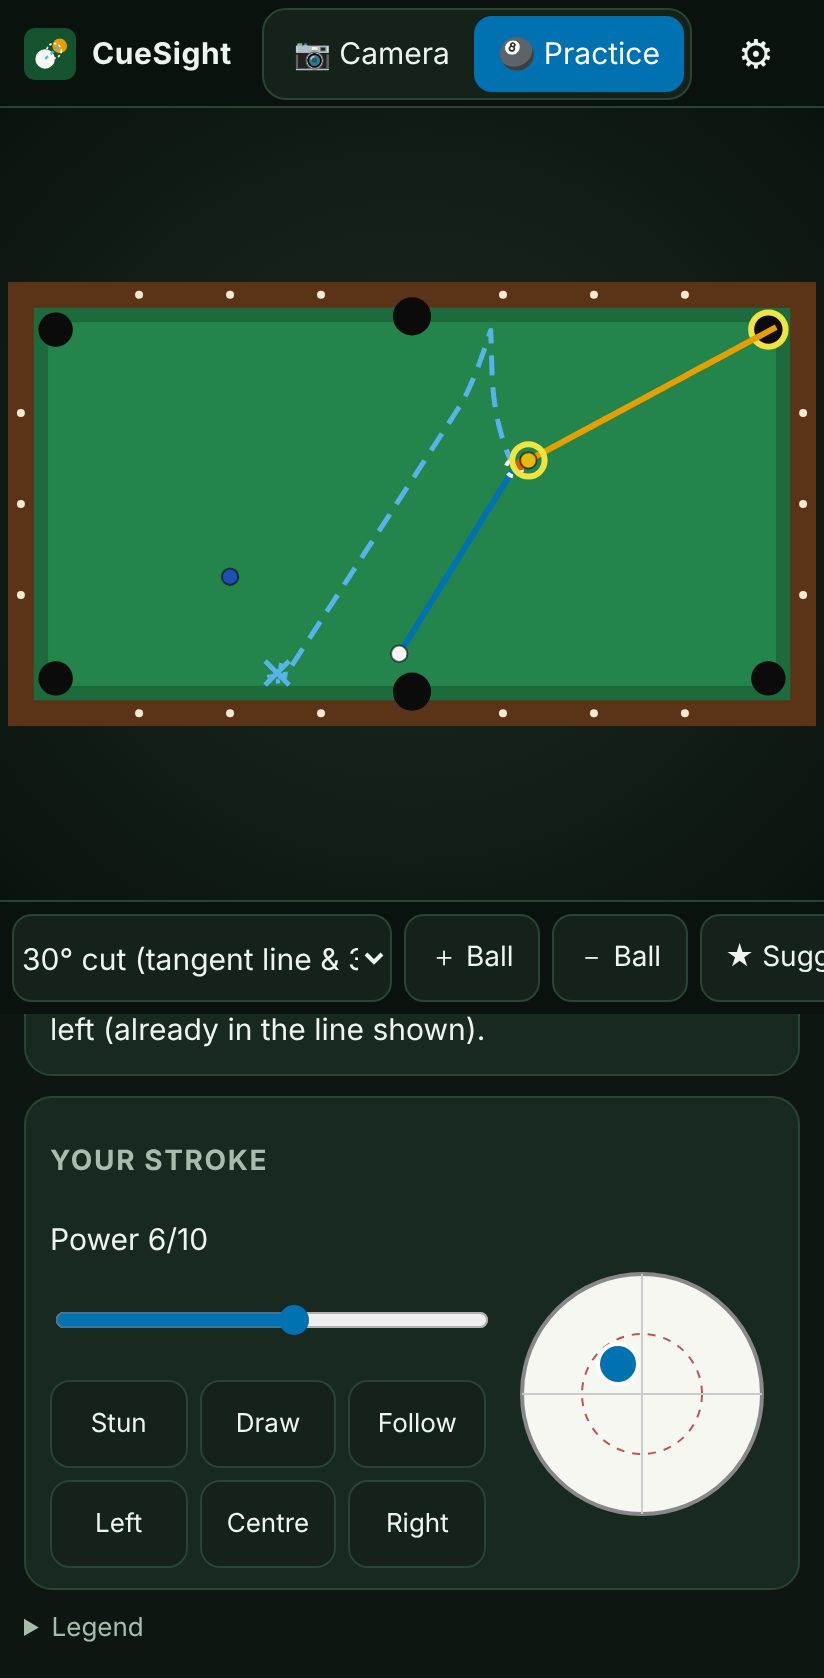 CueSight
Camera
Practice
30° cut (tangent line &
+ Ball
− Ball
★ Sugg
left (already in the line shown).
YOUR STROKE
Power 6/10
Stun
Draw
Follow
Left
Centre
Right
Legend